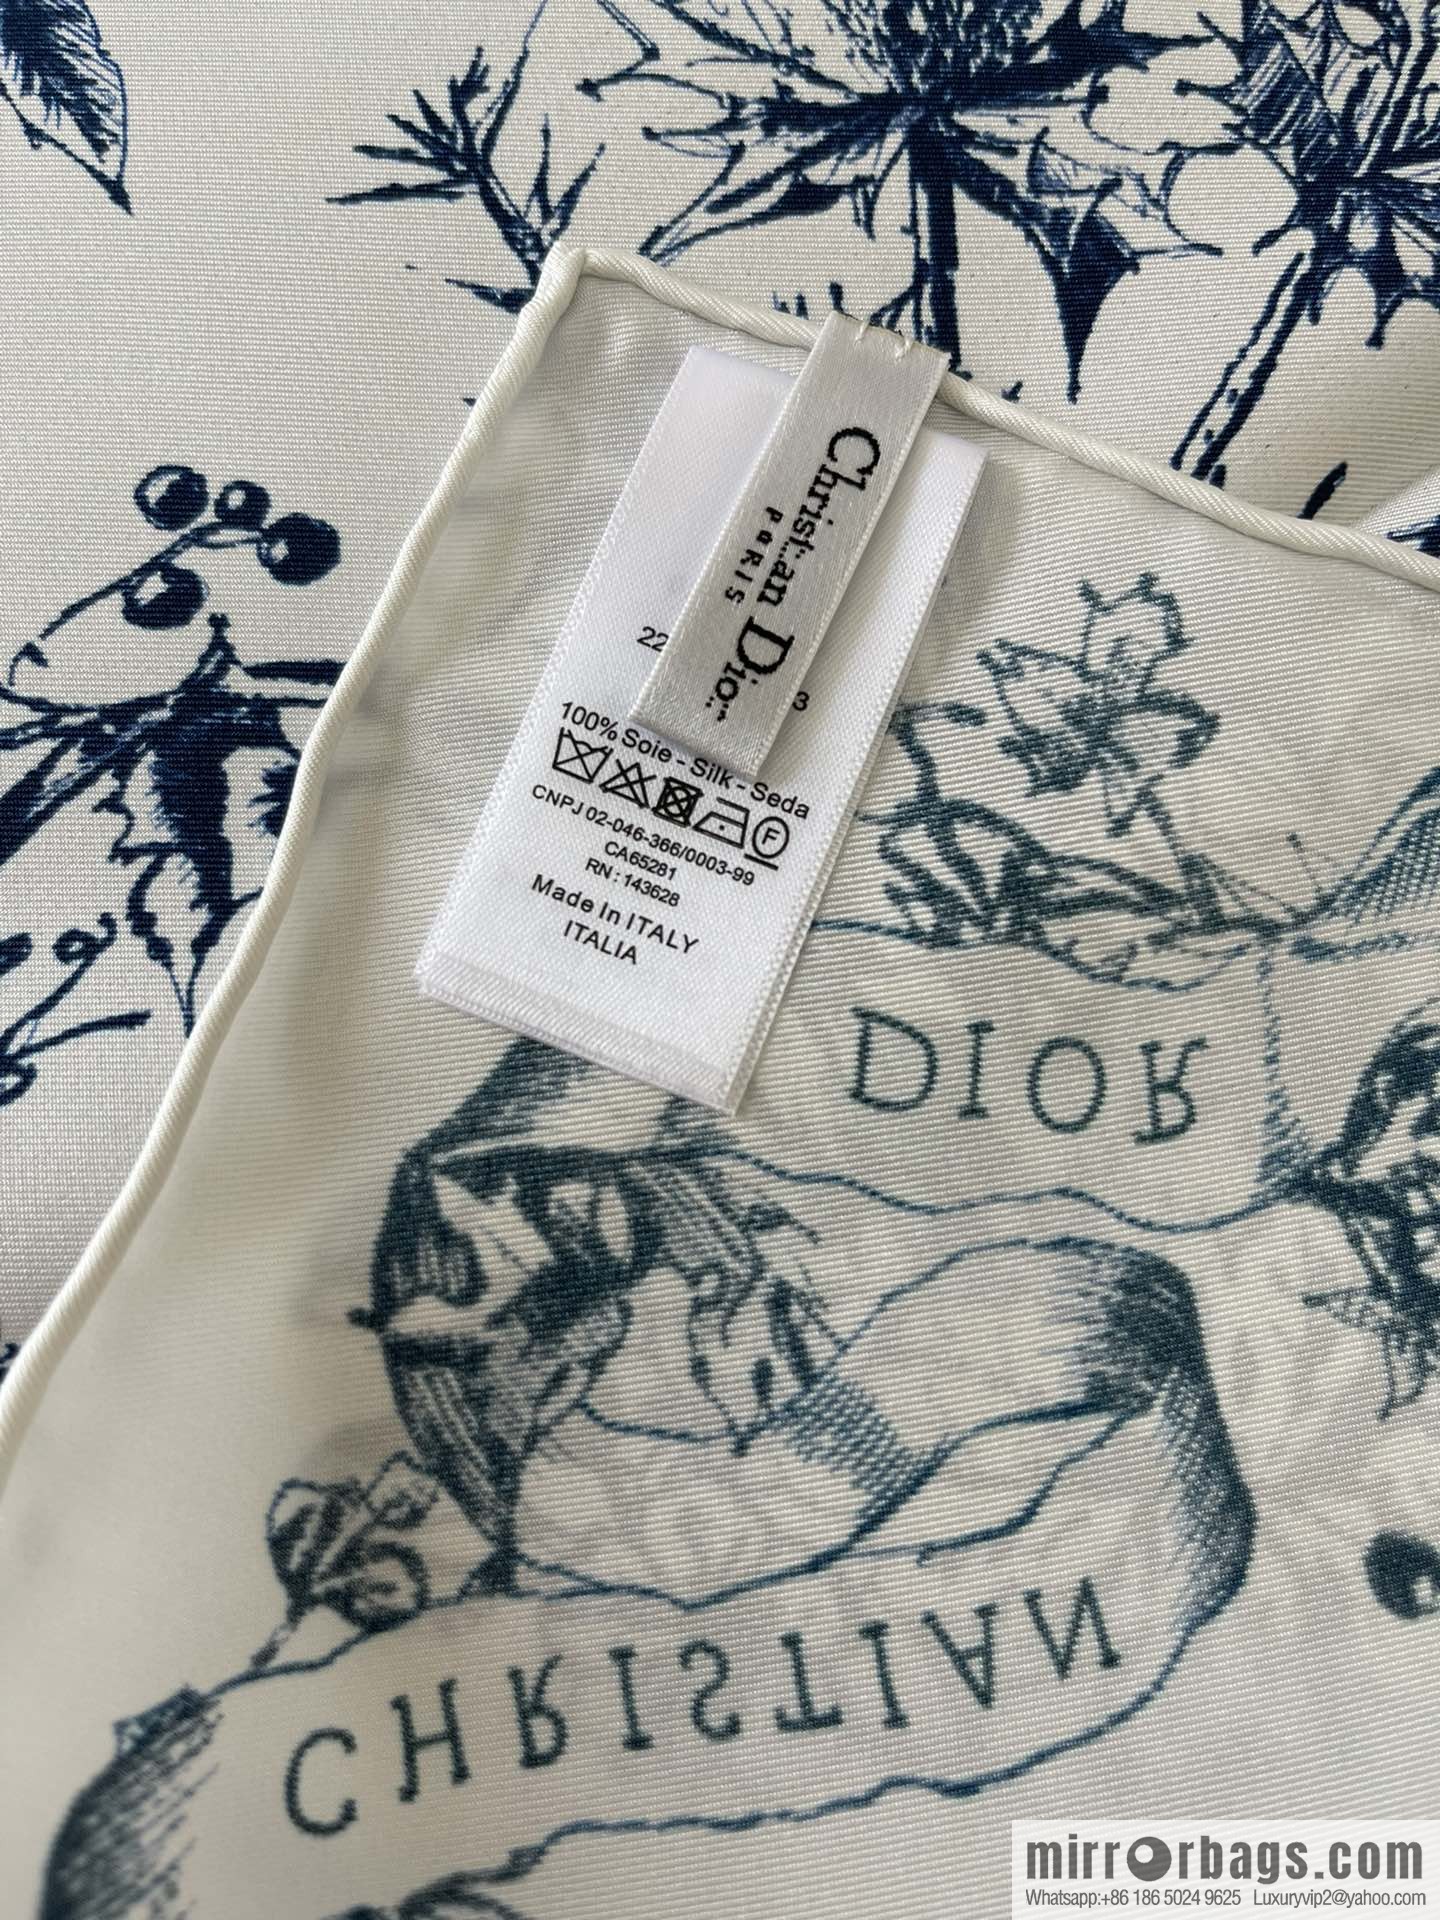 Christian Dior
PARIS
22
3
100% Soie - Silk - Seda
F
CNPJ 02-046-366/0003-99
CA65281
RN : 143628
Made In ITALY
ITALIA
DIOR
CHRISTIAN
mirrorbags.com
Whatsapp:+86 186 5024 9625 Luxuryvip2@yahoo.com